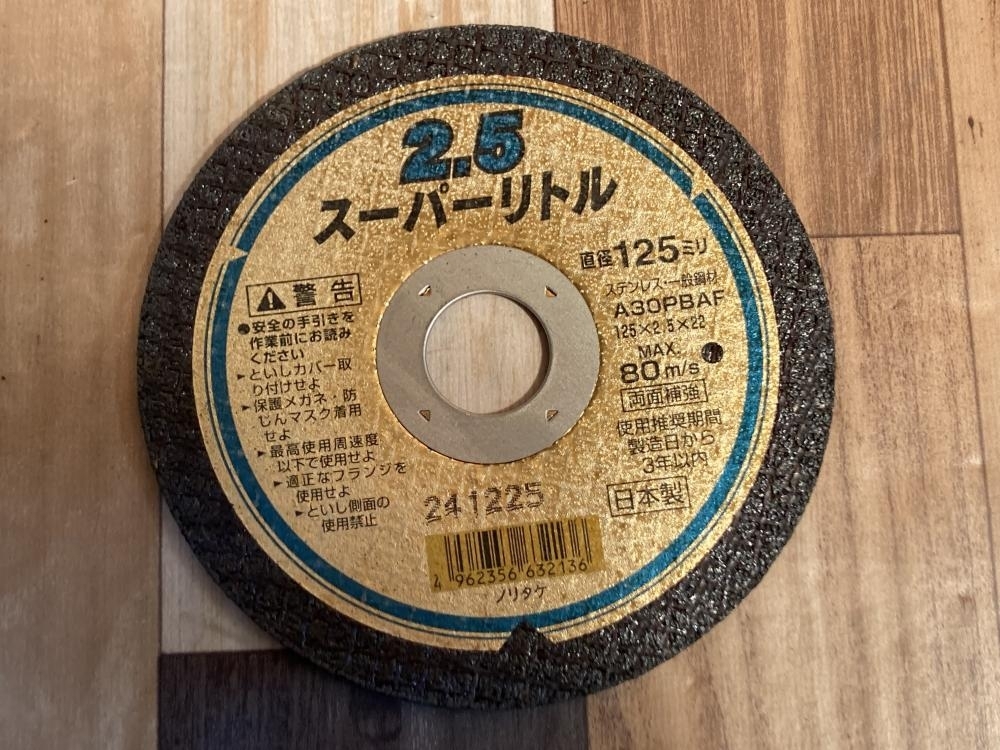 2.5
スーパーリトル
直径125ミリ
ステンレス・一般鋼材
A30PBAF
125×2.5×22
MAX.
80m/s
両面補強
使用推奨期間
製造日から
3年以内
日本製
警告
●安全の手引きを
作業前にお読み
ください
►といしカバー取
り付けせよ
►保護メガネ・防
じんマスク着用
せよ
►最高使用周速度
以下で使用せよ
►適正なフランジを
使用せよ
►といし側面の
使用禁止
241225
4 962356 632136
ノリタケ